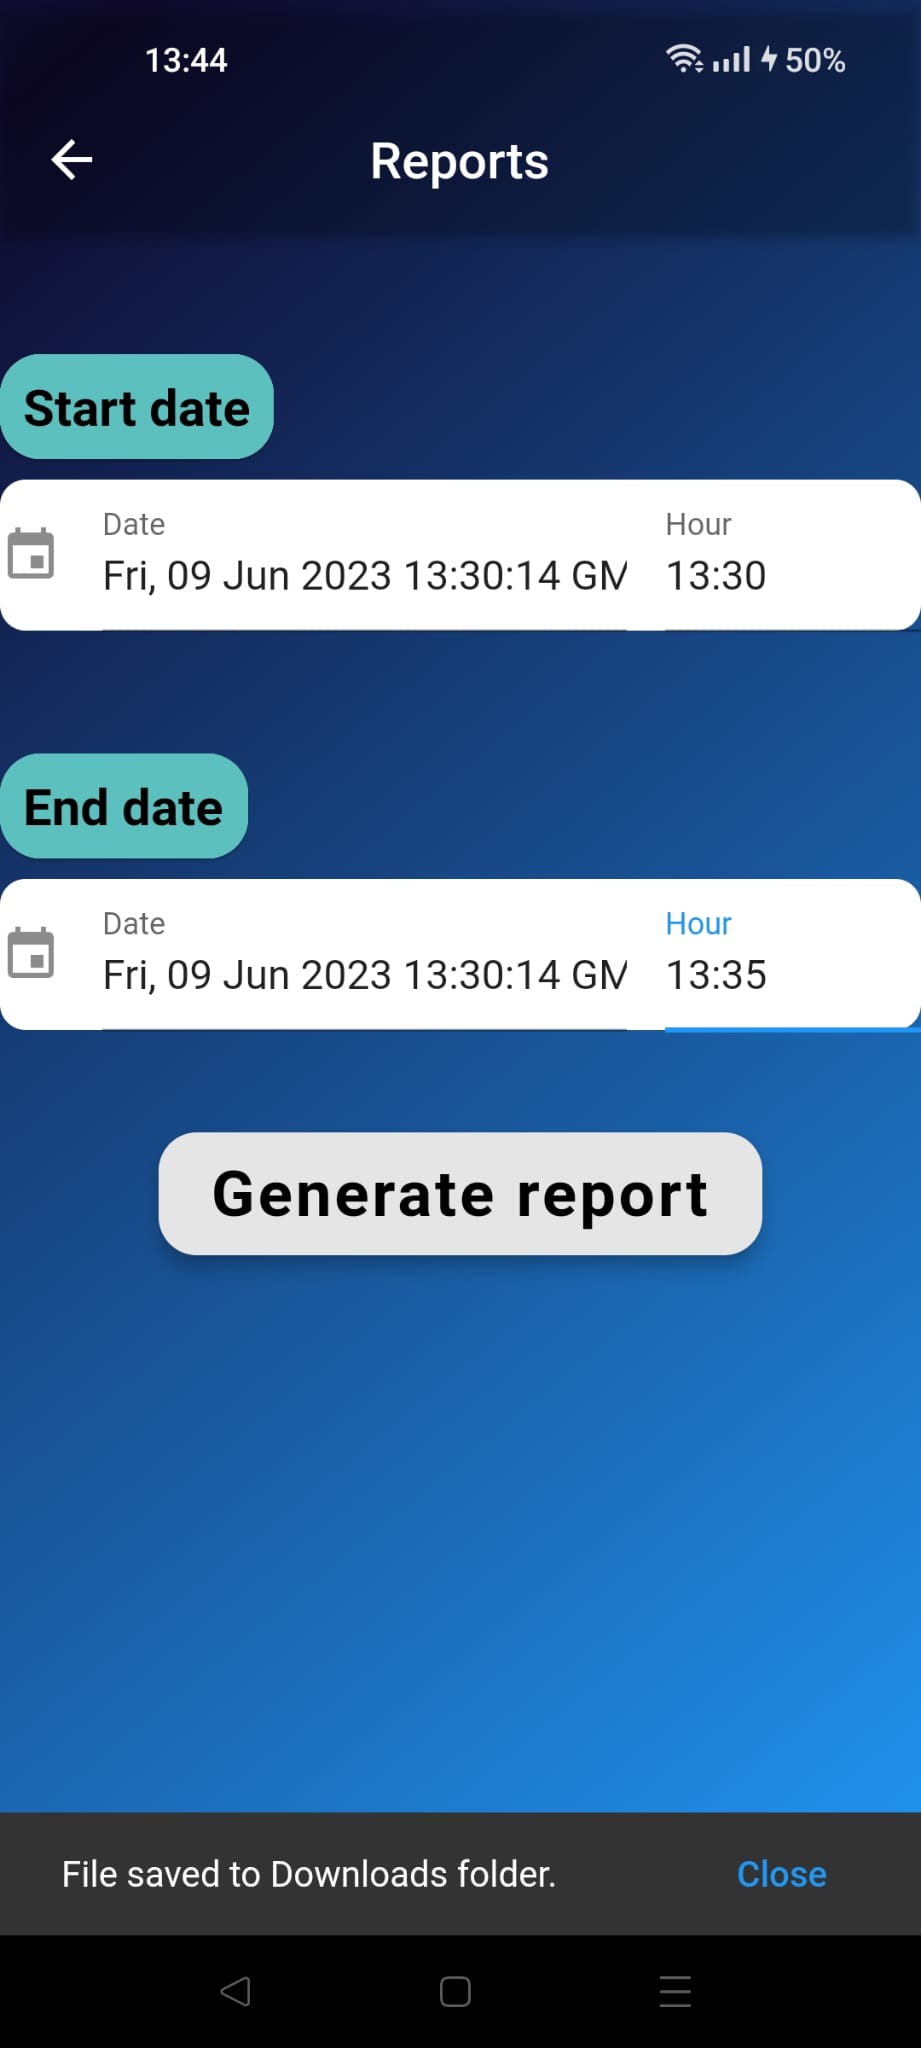 13:44
50%
Reports
Start date
Date
Hour
Fri, 09 Jun 2023 13:30:14 GM
13:30
End date
Date
Hour
Fri, 09 Jun 2023 13:30:14 GM
13:35
Generate report
File saved to Downloads folder.
Close